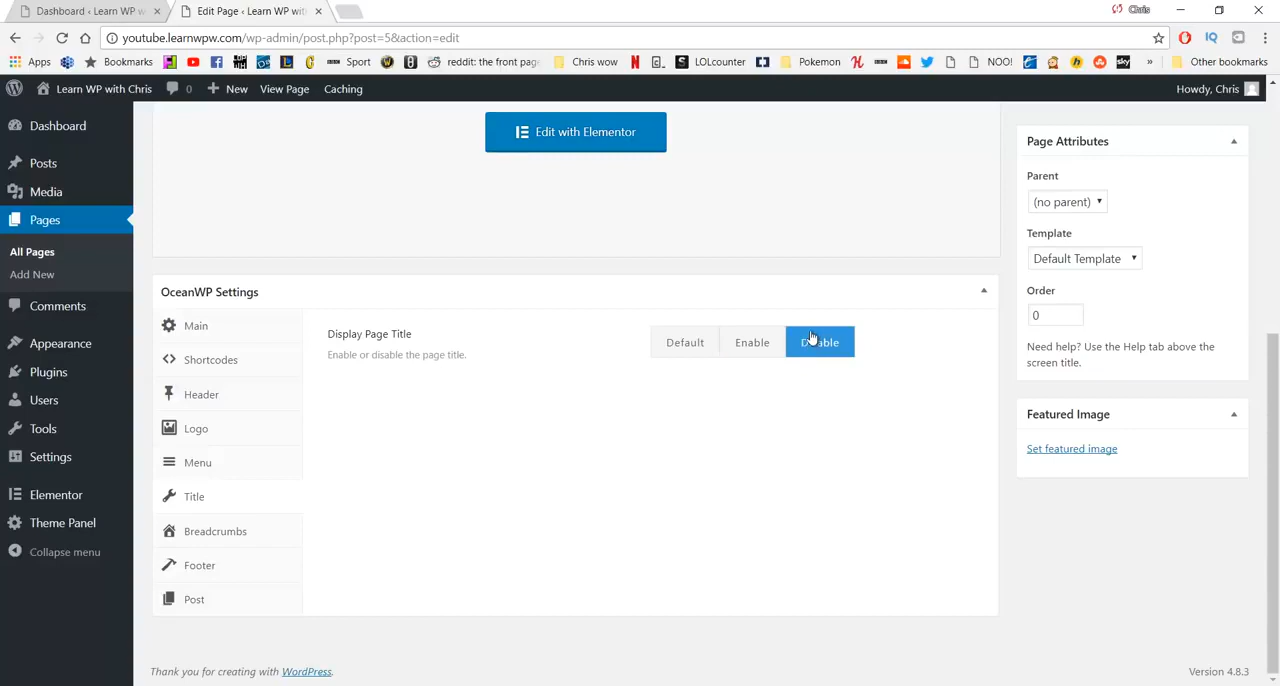 Dashboard ‹ Learn WP w
Edit Page ‹ Learn WP with
Chris
youtube.learnwpw.com/wp-admin/post.php?post=5&action=edit
Apps
Bookmarks
Sport
reddit: the front page
Chris wow
LOLcounter
Pokemon
NOO!
sky
»
Other bookmarks
Learn WP with Chris
0
New
View Page
Caching
Howdy, Chris
Dashboard
Posts
Media
Pages
All Pages
Add New
Comments
Appearance
Plugins
Users
Tools
Settings
Elementor
Theme Panel
Collapse menu
Edit with Elementor
OceanWP Settings
Main
Shortcodes
Header
Logo
Menu
Title
Breadcrumbs
Footer
Post
Display Page Title
Enable or disable the page title.
Default
Enable
Disable
Page Attributes
Parent
(no parent)
Template
Default Template
Order
0
Need help? Use the Help tab above the
screen title.
Featured Image
Set featured image
Thank you for creating with WordPress.
Version 4.8.3